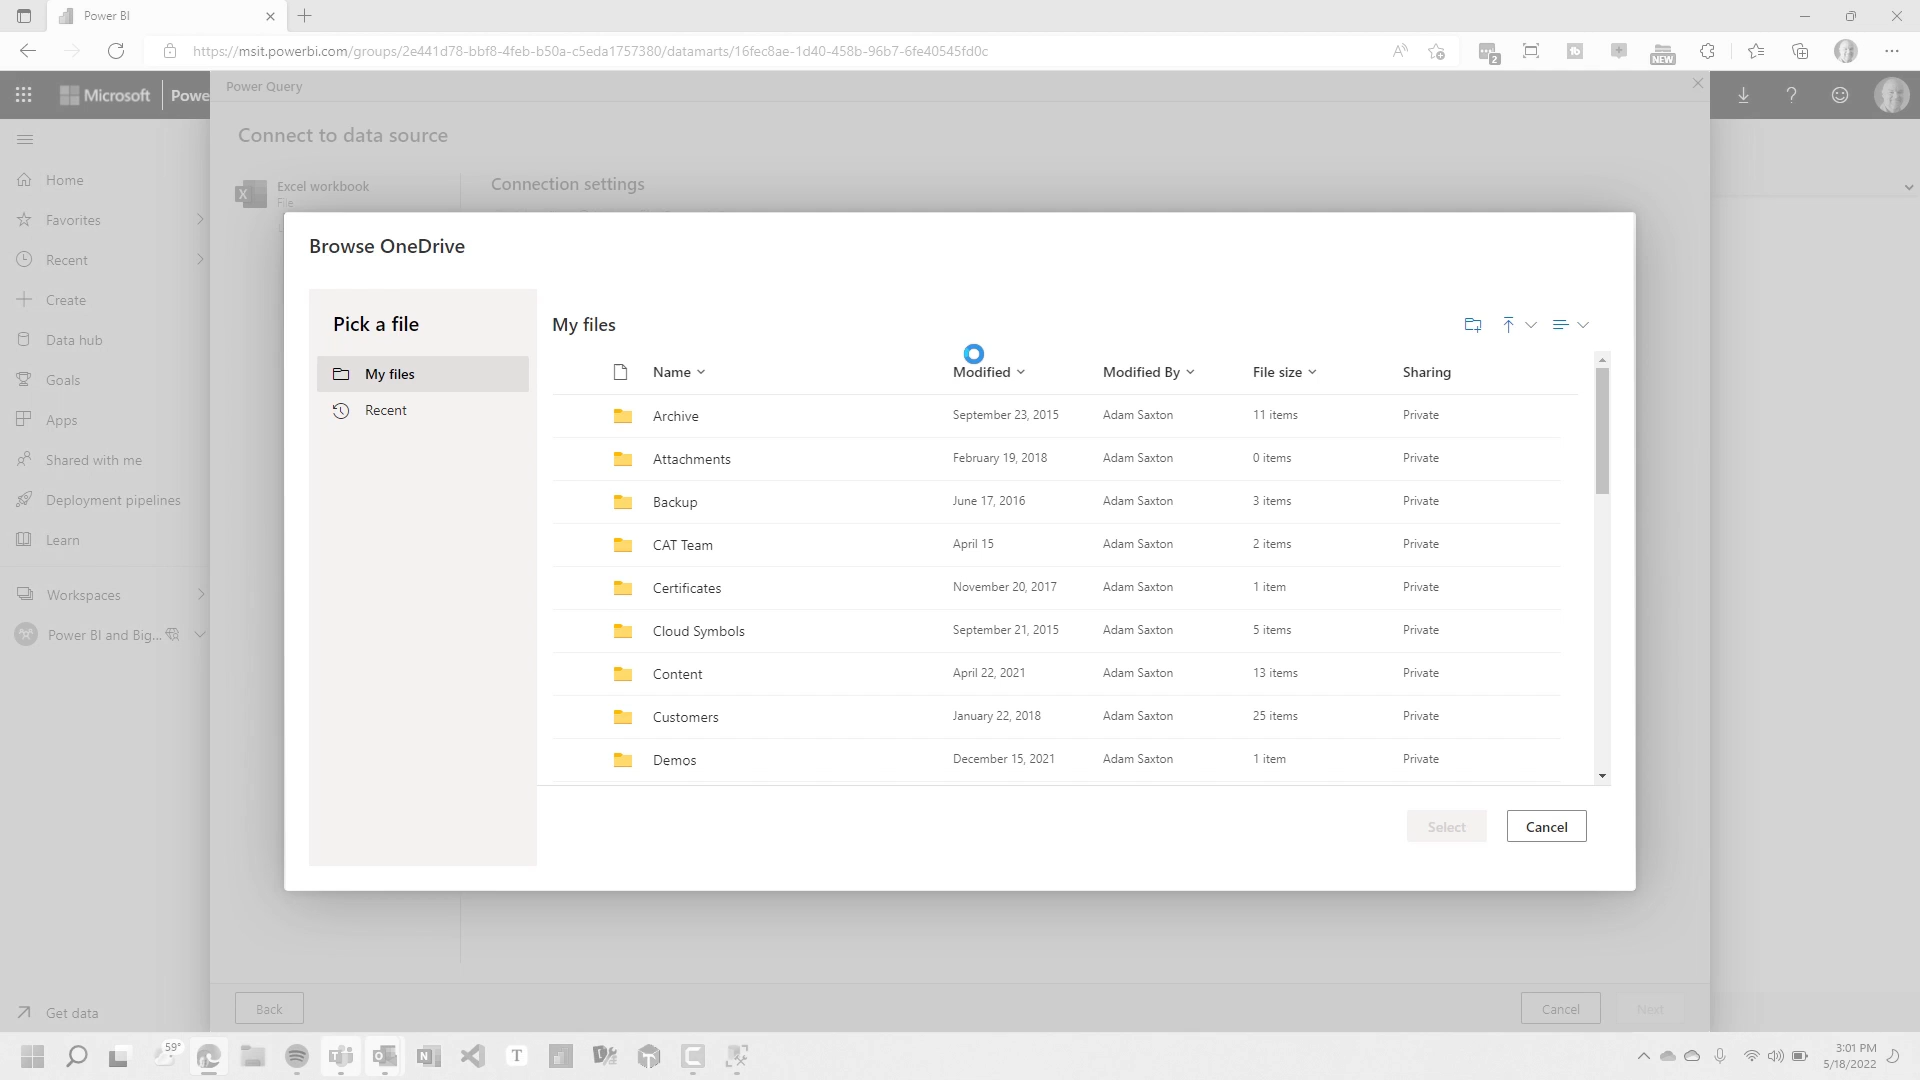 Power BI
https://msit.powerbi.com/groups/2e441d78-bbf8-4feb-b50a-c5eda1757380/datamarts/16fec8ae-1d40-458b-96b7-6fe40545fd0c
2
NEW
Microsoft
Powe
Power Query
Connect to data source
Excel workbook
File
Connection settings
Home
Favorites
Recent
Create
Data hub
Goals
Apps
Shared with me
Deployment pipelines
Learn
Workspaces
Power BI and Big...
Get data
Browse OneDrive
Pick a file
My files
Recent
My files
Name Modified Modified By File size Sharing
Archive September 23, 2015 Adam Saxton 11 items Private
Attachments February 19, 2018 Adam Saxton 0 items Private
Backup June 17, 2016 Adam Saxton 3 items Private
CAT Team April 15 Adam Saxton 2 items Private
Certificates November 20, 2017 Adam Saxton 1 item Private
Cloud Symbols September 21, 2015 Adam Saxton 5 items Private
Content April 22, 2021 Adam Saxton 13 items Private
Customers January 22, 2018 Adam Saxton 25 items Private
Demos December 15, 2021 Adam Saxton 1 item Private
Select Cancel
Back Cancel Next
59°
3:01 PM
5/18/2022